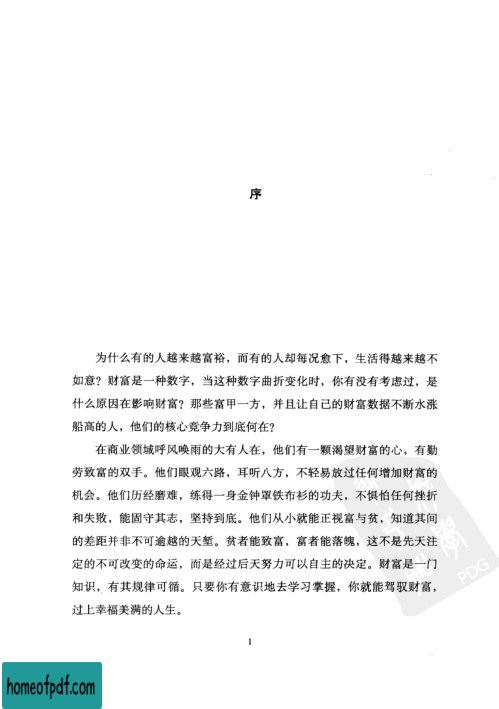 序
为什么有的人越来越富裕，而有的人却每况愈下，生活得越来越不
如意？财富是一种数字，当这种数字曲折变化时，你有没有考虑过，是
什么原因在影响财富？那些富甲一方，并且让自己的财富数据不断水涨
船高的人，他们的核心竞争力到底何在？
在商业领域呼风唤雨的大有人在，他们有一颗渴望财富的心，有勤
劳致富的双手。他们眼观六路，耳听八方，不轻易放过任何增加财富的
机会。他们历经磨难，练得一身金钟罩铁布衫的功夫，不惧怕任何挫折
和失败，能固守其志，坚持到底。他们从小就能正视富与贫，知道其间
的差距并非不可逾越的天堑。贫者能致富，富者能落魄，这不是先天注
定的不可改变的命运，而是经过后天努力可以自主的决定。财富是一门
知识，有其规律可循。只要你有意识地去学习掌握，你就能驾驭财富，
过上幸福美满的人生。
PDG
1
homeofpdf.com